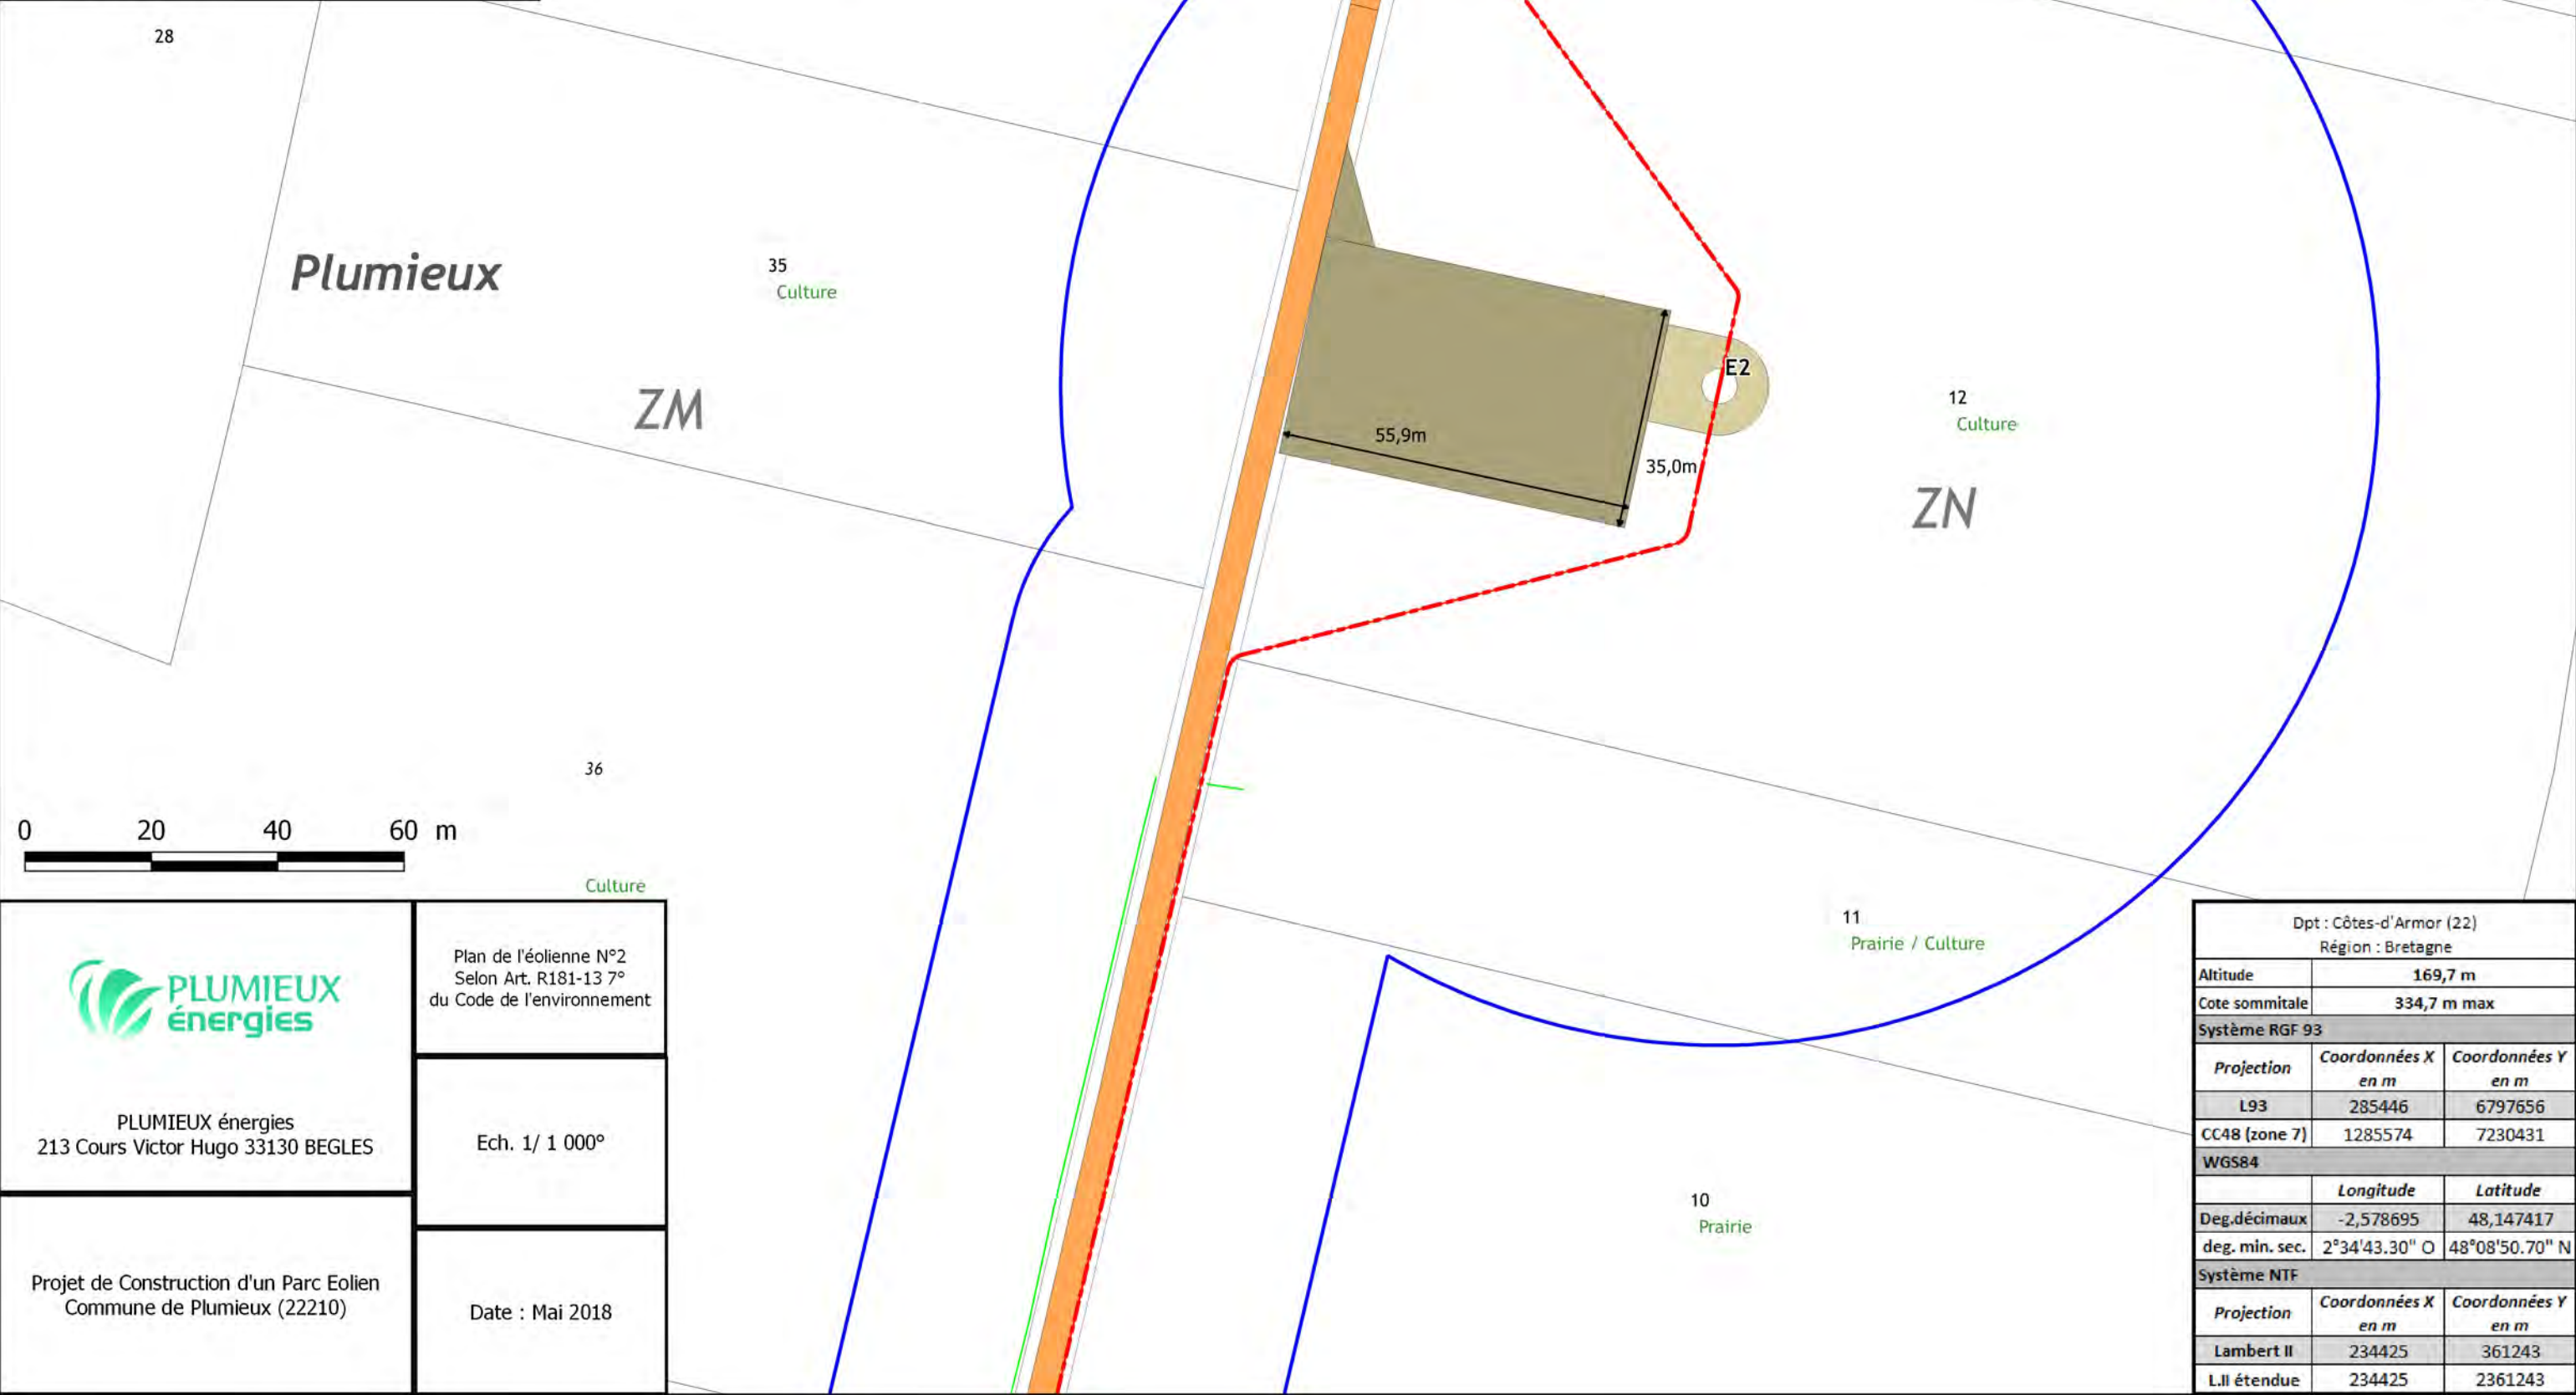 28
Plumieux
35
Culture
ZM
E2
12
Culture
55,9m
35,0m
ZN
36
0 20 40 60 m
Culture
11
Prairie / Culture
10
Prairie
PLUMIEUX
énergies
PLUMIEUX énergies
213 Cours Victor Hugo 33130 BEGLES
Projet de Construction d'un Parc Eolien
Commune de Plumieux (22210)
Plan de l'éolienne N°2
Selon Art. R181-13 7°
du Code de l'environnement
Ech. 1/ 1 000°
Date : Mai 2018
Dpt : Côtes-d'Armor (22)
Région : Bretagne
Altitude 169,7 m
Cote sommitale 334,7 m max
Système RGF 93
Projection Coordonnées X en m Coordonnées Y en m
L93 285446 6797656
CC48 (zone 7) 1285574 7230431
WGS84
Longitude Latitude
Deg.décimaux -2,578695 48,147417
deg. min. sec. 2°34'43.30" O 48°08'50.70" N
Système NTF
Projection Coordonnées X en m Coordonnées Y en m
Lambert II 234425 361243
L.II étendue 234425 2361243